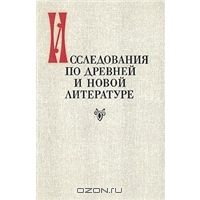 ИССЛЕДОВАНИЯ
ПО ДРЕВНЕЙ
И НОВОЙ
ЛИТЕРАТУРЕ
OZON.RU